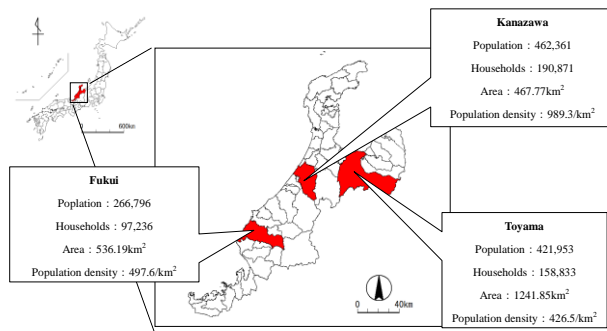 Kanazawa
Population：462,361
Households：190,871
Area：467.77km²
Population density：989.3/km²
600km
Fukui
Poplation：266,796
Households：97,236
Area：536.19km²
Population density：497.6/km²
Toyama
Population：421,953
Households：158,833
Area：1241.85km²
Population density：426.5/km²
0
40km